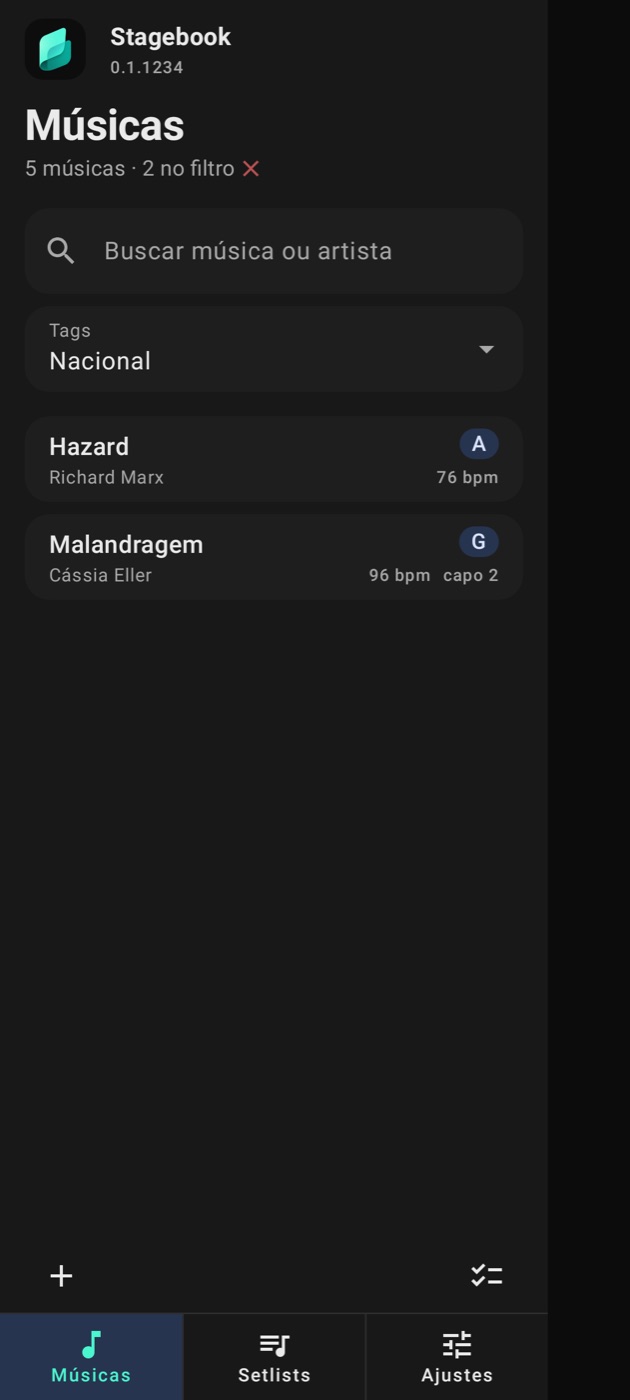 Stagebook
0.1.1234
Músicas
5 músicas · 2 no filtro
Buscar música ou artista
Tags
Nacional
Hazard
A
Richard Marx
76 bpm
Malandragem
G
Cássia Eller
96 bpm capo 2
Músicas
Setlists
Ajustes